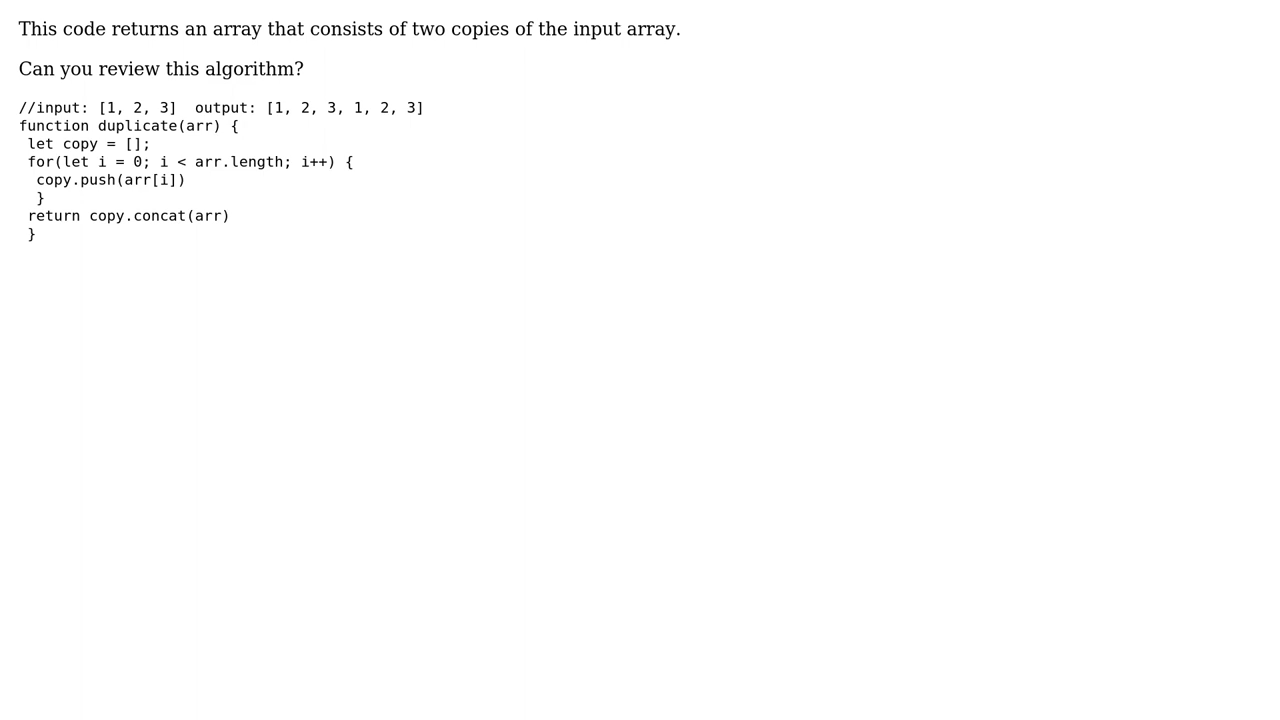 This code returns an array that consists of two copies of the input array.
Can you review this algorithm?
//input: [1, 2, 3]  output: [1, 2, 3, 1, 2, 3]
function duplicate(arr) {
 let copy = [];
 for(let i = 0; i < arr.length; i++) {
  copy.push(arr[i])
  }
 return copy.concat(arr)
 }